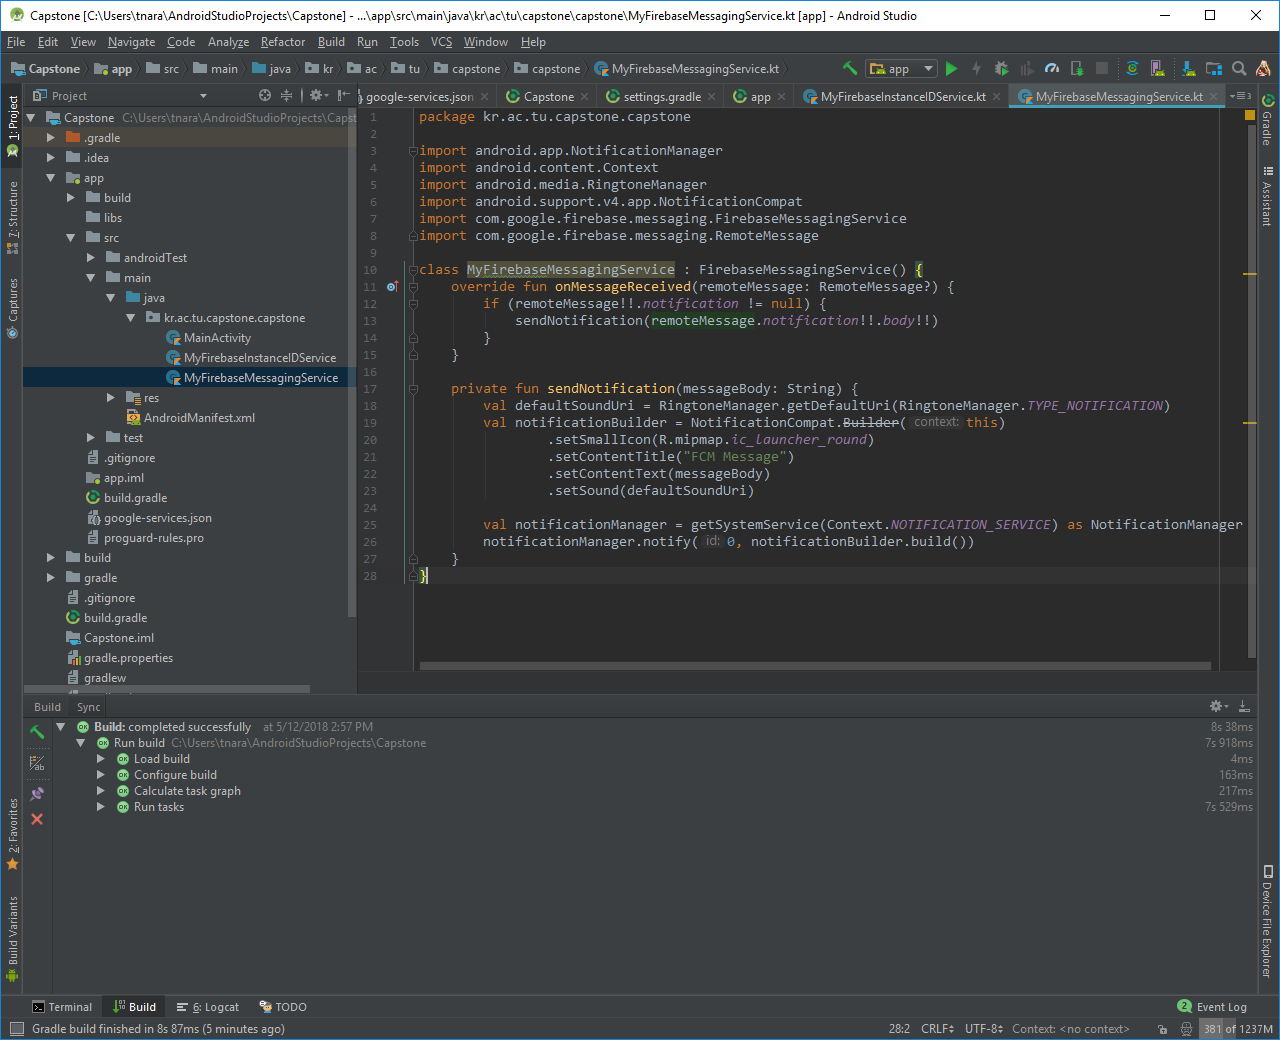 Capstone [C:\Users\tnara\AndroidStudioProjects\Capstone] - ...\app\src\main\java\kr\ac\tu\capstone\capstone\MyFirebaseMessagingService.kt [app] - Android Studio
File Edit View Navigate Code Analyze Refactor Build Run Tools VCS Window Help
Capstone app src main java kr ac tu capstone capstone MyFirebaseMessagingService.kt app
Project
google-services.json Capstone settings.gradle app MyFirebaseInstanceIDService.kt MyFirebaseMessagingService.kt 3
1: Project
7: Structure
Captures
2: Favorites
Build Variants
Capstone C:\Users\tnara\AndroidStudioProjects\Capst
.gradle
.idea
app
build
libs
src
androidTest
main
java
kr.ac.tu.capstone.capstone
MainActivity
MyFirebaseInstanceIDService
MyFirebaseMessagingService
res
AndroidManifest.xml
test
.gitignore
app.iml
build.gradle
google-services.json
proguard-rules.pro
build
gradle
.gitignore
build.gradle
Capstone.iml
gradle.properties
gradlew
1 package kr.ac.tu.capstone.capstone
2
3 import android.app.NotificationManager
4 import android.content.Context
5 import android.media.RingtoneManager
6 import android.support.v4.app.NotificationCompat
7 import com.google.firebase.messaging.FirebaseMessagingService
8 import com.google.firebase.messaging.RemoteMessage
9
10 class MyFirebaseMessagingService : FirebaseMessagingService() {
11 override fun onMessageReceived(remoteMessage: RemoteMessage?) {
12 if (remoteMessage!!.notification != null) {
13 sendNotification(remoteMessage.notification!!.body!!)
14 }
15 }
16
17 private fun sendNotification(messageBody: String) {
18 val defaultSoundUri = RingtoneManager.getDefaultUri(RingtoneManager.TYPE_NOTIFICATION)
19 val notificationBuilder = NotificationCompat.Builder( context: this)
20 .setSmallIcon(R.mipmap.ic_launcher_round)
21 .setContentTitle("FCM Message")
22 .setContentText(messageBody)
23 .setSound(defaultSoundUri)
24
25 val notificationManager = getSystemService(Context.NOTIFICATION_SERVICE) as NotificationManager
26 notificationManager.notify( id: 0, notificationBuilder.build())
27 }
28 }
Gradle
Assistant
Device File Explorer
Build Sync
Build: completed successfully at 5/12/2018 2:57 PM 8s 38ms
Run build C:\Users\tnara\AndroidStudioProjects\Capstone 7s 918ms
Load build 4ms
Configure build 163ms
Calculate task graph 217ms
Run tasks 7s 529ms
Terminal Build 6: Logcat TODO 2 Event Log
Gradle build finished in 8s 87ms (5 minutes ago) 28:2 CRLF UTF-8 Context: <no context> 381 of 1237M